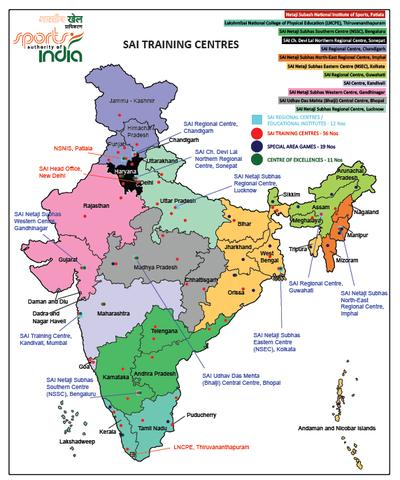 भारतीय खेल
प्राधिकरण
sports
authority of
india
SAI TRAINING CENTRES
Netaji Subash National Institute of Sports, Patiala
Lakshmibai National College of Physical Education (LNCPE), Thiruvananthapuram
SAI Netaji Subhas Southern Centre (NSSC), Bengaluru
SAI Ch. Devi Lal Northern Regional Centre, Sonepat
SAI Regional Centre, Chandigarh
SAI Netaji Subhas North-East Regional Centre, Imphal
SAI Netaji Subhas Eastern Centre (NSEC), Kolkata
SAI Regional Centre, Guwahati
SAI Centre, Kandivali
SAI Netaji Subhas Western Centre, Gandhinagar
SAI Udhav Das Mehta (Bhaiji) Central Centre, Bhopal
SAI Netaji Subhas Regional Centre, Lucknow
REGIONAL CENTRES /
EDUCATIONAL INSTITUTES - 12 Nos
SAI TRAINING CENTRES - 56 Nos
SPECIAL AREA GAMES - 19 Nos
CENTRE OF EXCELLENCES - 11 Nos
Jammu - Kashmir
Himachal
Pradesh
Punjab
SAI Regional Centre,
Chandigarh
Chandigarh
NSNIS, Patiala
SAI Head Office,
New Delhi
Haryana
Delhi
Uttarakhand
SAI Ch. Devi Lal
Northern Regional
Centre, Sonepat
SAI Netaji Subhas
Regional Centre,
Lucknow
Rajasthan
Uttar Pradesh
Bihar
Sikkim
Assam
Arunachal
Pradesh
Nagaland
Meghalaya
Manipur
Mizoram
Tripura
SAI Netaji Subhas
Western Centre,
Gandhinagar
Gujarat
Madhya Pradesh
Jharkhand
West
Bengal
Chhattisgarh
Orissa
SAI Regional Centre,
Guwahati
SAI Netaji Subhas
North-East
Regional Centre,
Imphal
Daman and Diu
Dadra and
Nagar Haveli
Maharashtra
SAI Training Centre,
Kandivali, Mumbai
Telengana
SAI Netaji Subhas
Eastern Centre
(NSEC), Kolkata
Goa
Karnataka
Andhra Pradesh
SAI Udhav Das Mehta
(Bhaiji) Central Centre, Bhopal
SAI Netaji Subhas
Southern Centre
(NSSC), Bengaluru
Puducherry
Kerala
Tamil Nadu
Lakshadweep
Andaman and Nicobar Islands
LNCPE, Thiruvananthapuram